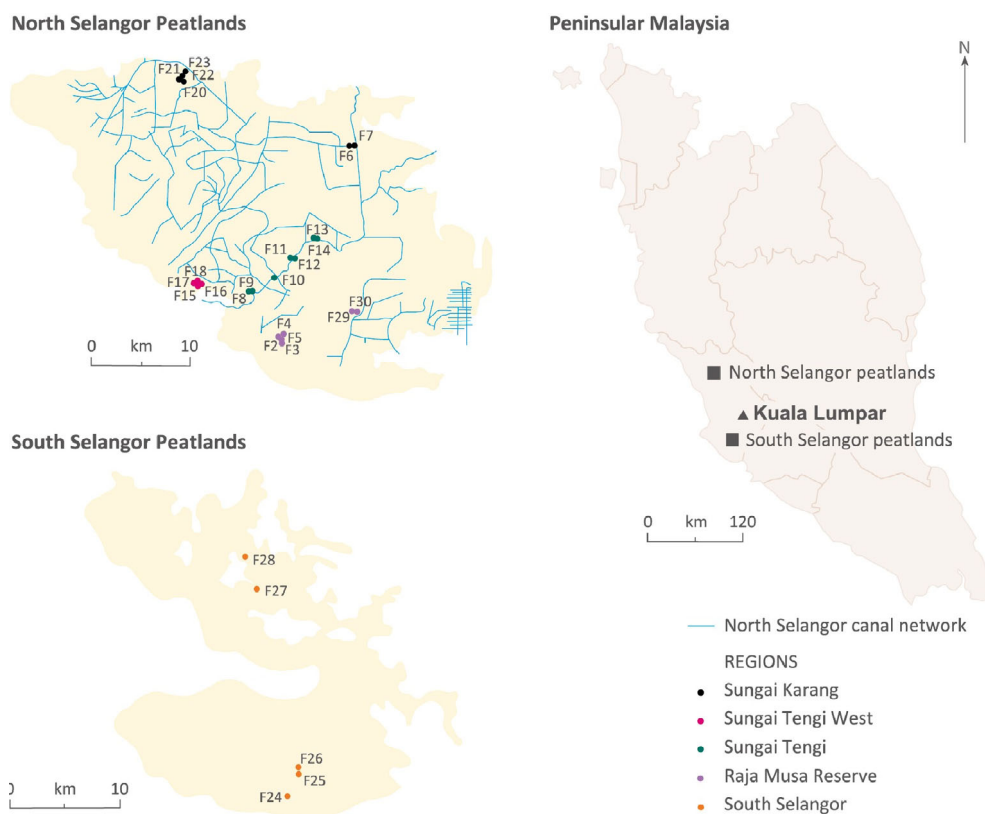 North Selangor Peatlands
F23
F21
F22
F20
F7
F6
F13
F11
F14
F12
F18
F17
F9
F10
F16
F15
F8
F30
F29
F4
F5
F2
F3
0 km 10
South Selangor Peatlands
F28
F27
F26
F25
F24
0 km 10
Peninsular Malaysia
N
North Selangor peatlands
Kuala Lumpar
South Selangor peatlands
0 km 120
North Selangor canal network
REGIONS
Sungai Karang
Sungai Tengi West
Sungai Tengi
Raja Musa Reserve
South Selangor